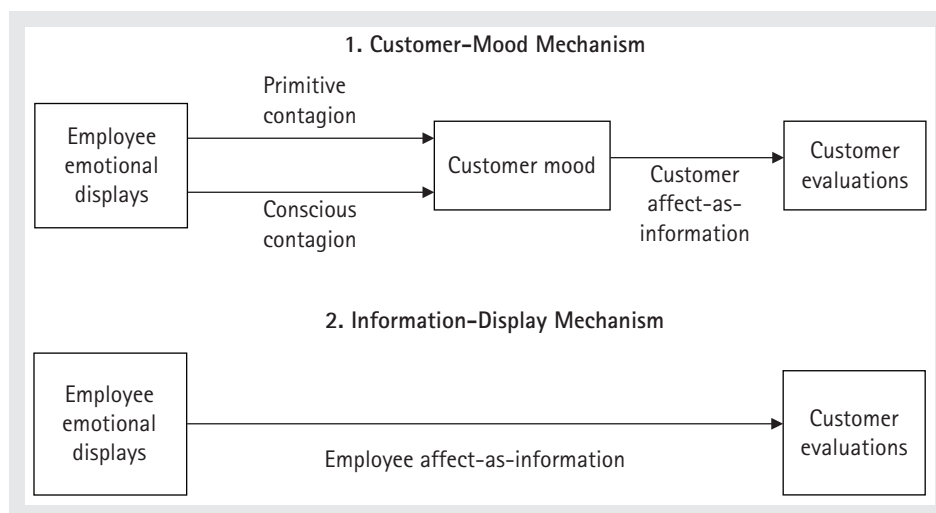 1. Customer-Mood Mechanism
Primitive
contagion
Employee
emotional
displays
Customer mood
Customer
evaluations
Conscious
contagion
Customer
affect-as-
information
2. Information-Display Mechanism
Employee
emotional
displays
Customer
evaluations
Employee affect-as-information